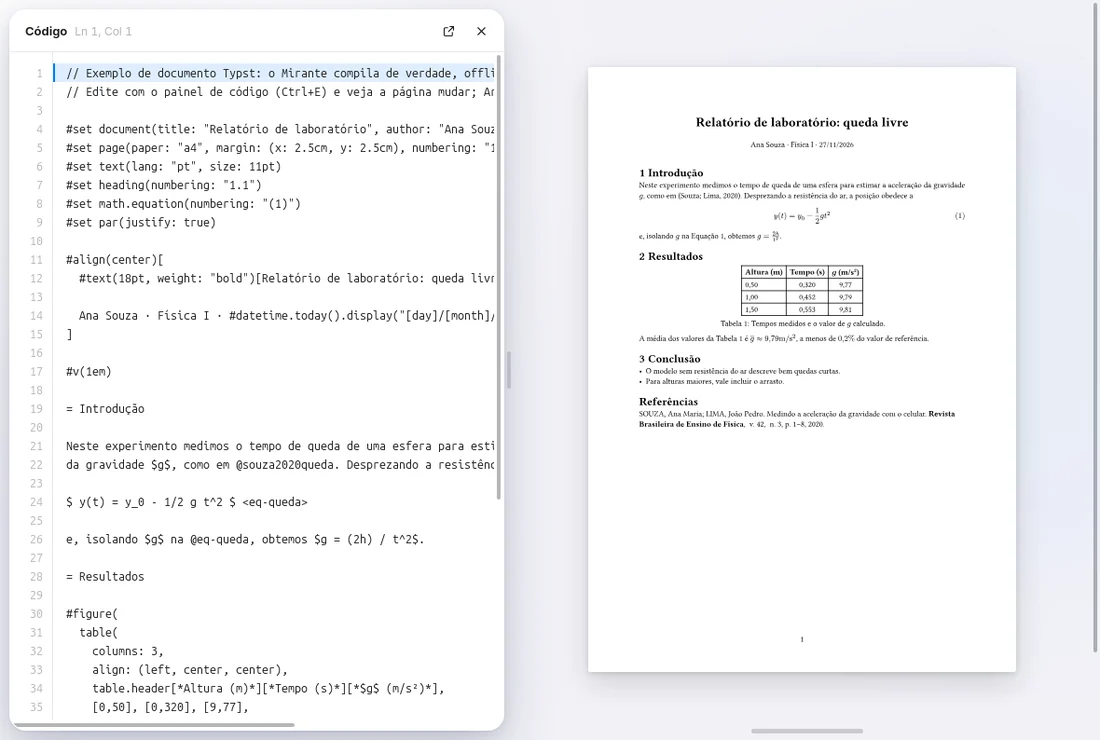 Código Ln 1, Col 1
1 // Exemplo de documento Typst: o Mirante compila de verdade, offli
2 // Edite com o painel de código (Ctrl+E) e veja a página mudar; An
3
4 #set document(title: "Relatório de laboratório", author: "Ana Souz
5 #set page(paper: "a4", margin: (x: 2.5cm, y: 2.5cm), numbering: "1
6 #set text(lang: "pt", size: 11pt)
7 #set heading(numbering: "1.1")
8 #set math.equation(numbering: "(1)")
9 #set par(justify: true)
10
11 #align(center)[
12 #text(18pt, weight: "bold")[Relatório de laboratório: queda livr
13
14 Ana Souza · Física I · #datetime.today().display("[day]/[month]/
15 ]
16
17 #v(1em)
18
19 = Introdução
20
21 Neste experimento medimos o tempo de queda de uma esfera para esti
22 da gravidade $g$, como em @souza2020queda. Desprezando a resistênc
23
24 $ y(t) = y_0 - 1/2 g t^2 $ <eq-queda>
25
26 e, isolando $g$ na @eq-queda, obtemos $g = (2h) / t^2$.
27
28 = Resultados
29
30 #figure(
31 table(
32 columns: 3,
33 align: (left, center, center),
34 table.header[*Altura (m)*][*Tempo (s)*][*$g$ (m/s²)*],
35 [0,50], [0,320], [9,77],
Relatório de laboratório: queda livre
Ana Souza · Física I · 27/11/2026
1 Introdução
Neste experimento medimos o tempo de queda de uma esfera para estimar a aceleração da gravidade
g, como em (Souza; Lima, 2020). Desprezando a resistência do ar, a posição obedece a
y(t) = y₀ − 1/2 gt² (1)
e, isolando g na Equação 1, obtemos g = 2h/t².
2 Resultados
Altura (m) Tempo (s) g (m/s²)
0,50 0,320 9,77
1,00 0,452 9,79
1,50 0,553 9,81
Tabela 1: Tempos medidos e o valor de g calculado.
A média dos valores da Tabela 1 é ḡ ≈ 9,79m/s², a menos de 0,2% do valor de referência.
3 Conclusão
• O modelo sem resistência do ar descreve bem quedas curtas.
• Para alturas maiores, vale incluir o arrasto.
Referências
SOUZA, Ana Maria; LIMA, João Pedro. Medindo a aceleração da gravidade com o celular. Revista
Brasileira de Ensino de Física, v. 42, n. 3, p. 1–8, 2020.
1